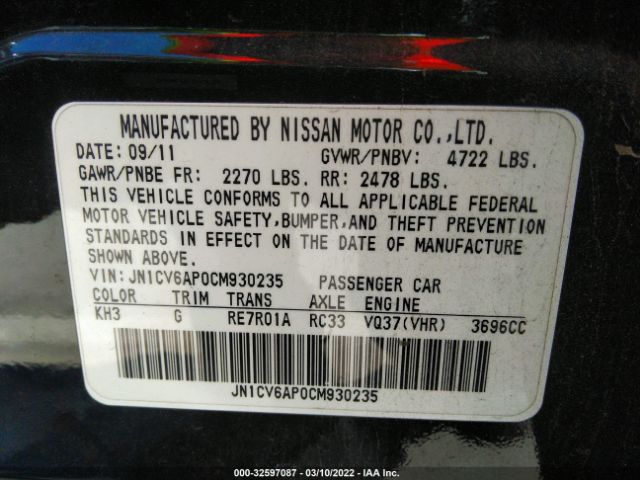 MANUFACTURED BY NISSAN MOTOR CO.,LTD.
DATE: 09/11 GVWR/PNBV: 4722 LBS.
GAWR/PNBE FR: 2270 LBS. RR: 2478 LBS.
THIS VEHICLE CONFORMS TO ALL APPLICABLE FEDERAL
MOTOR VEHICLE SAFETY,BUMPER,AND THEFT PREVENTION
STANDARDS IN EFFECT ON THE DATE OF MANUFACTURE
SHOWN ABOVE.
VIN: JN1CV6AP0CM930235 PASSENGER CAR
COLOR TRIM TRANS AXLE ENGINE
KH3 G RE7R01A RC33 VQ37(VHR) 3696CC
JN1CV6AP0CM930235
000-32597087 - 03/10/2022 - IAA Inc.